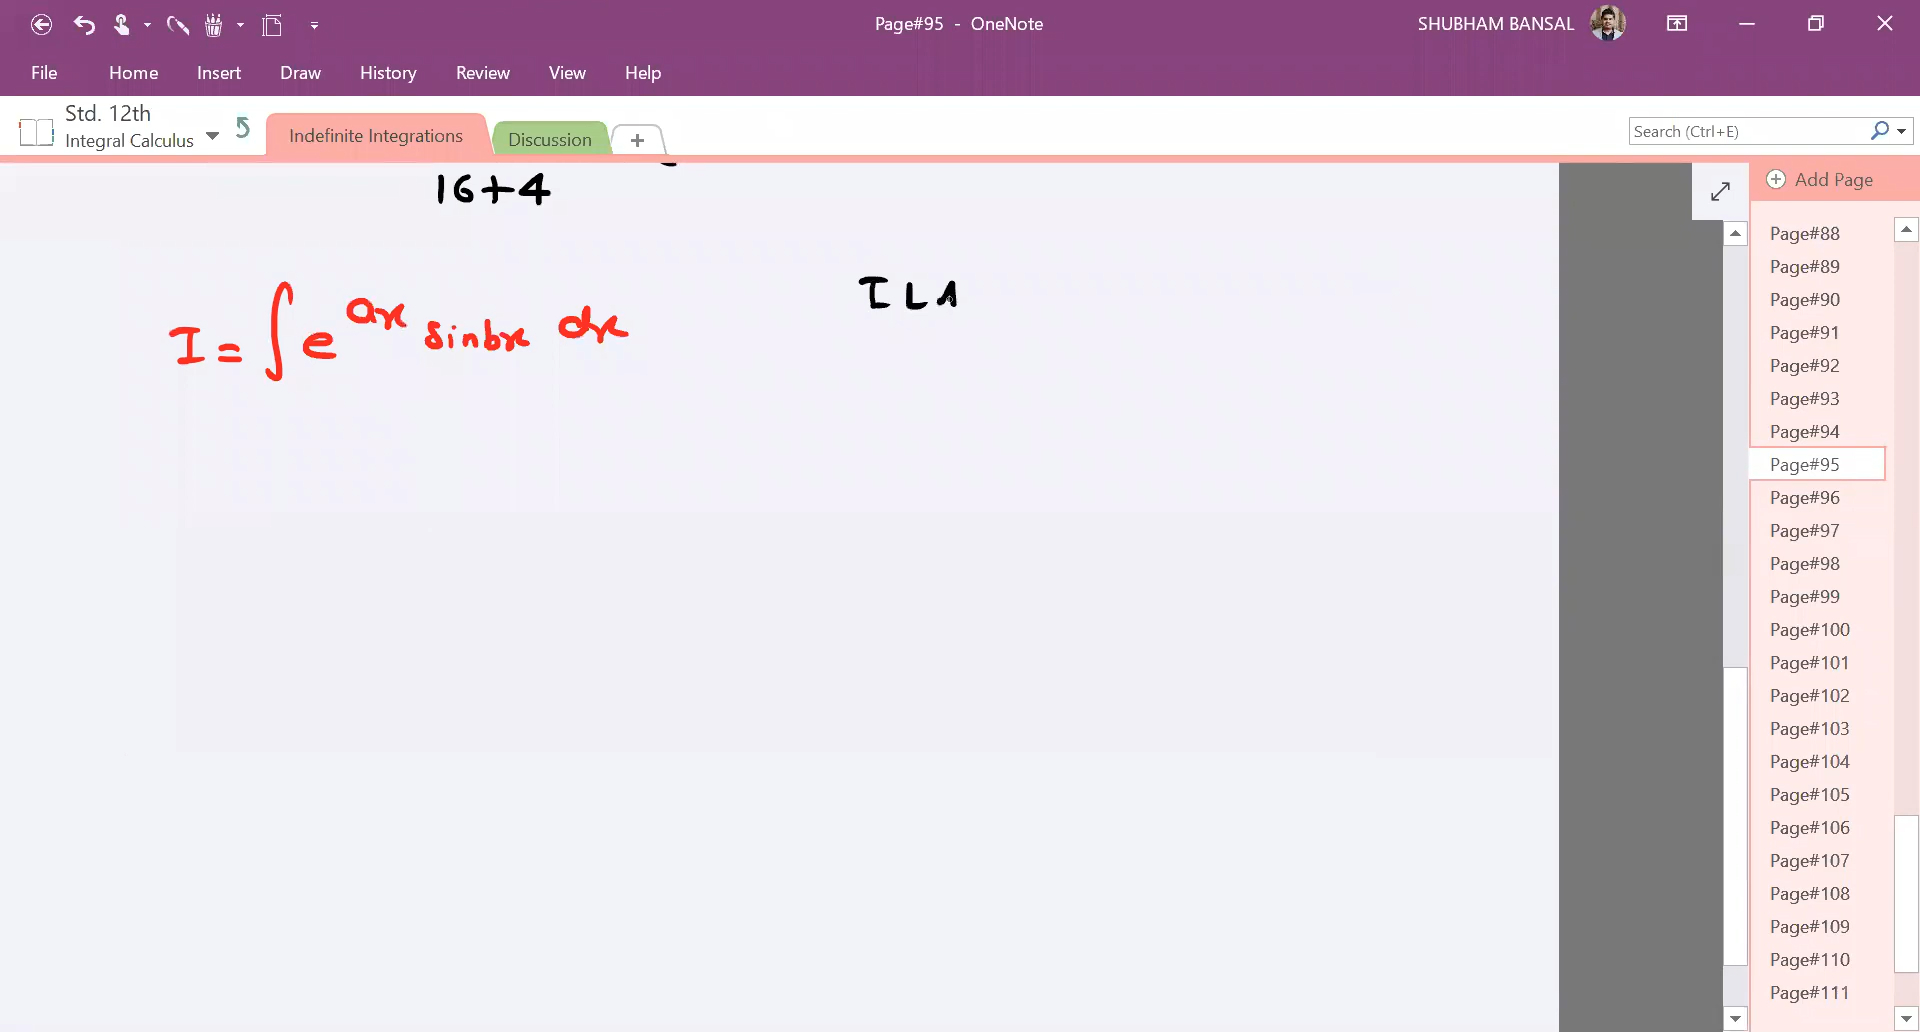 Page#95 - OneNote
SHUBHAM BANSAL
File Home Insert Draw History Review View Help
Std. 12th
Integral Calculus
Indefinite Integrations
Discussion
+
Search (Ctrl+E)
16+4
I = ∫ e^{ax} sinbx dx
I L A
Add Page
Page#88
Page#89
Page#90
Page#91
Page#92
Page#93
Page#94
Page#95
Page#96
Page#97
Page#98
Page#99
Page#100
Page#101
Page#102
Page#103
Page#104
Page#105
Page#106
Page#107
Page#108
Page#109
Page#110
Page#111